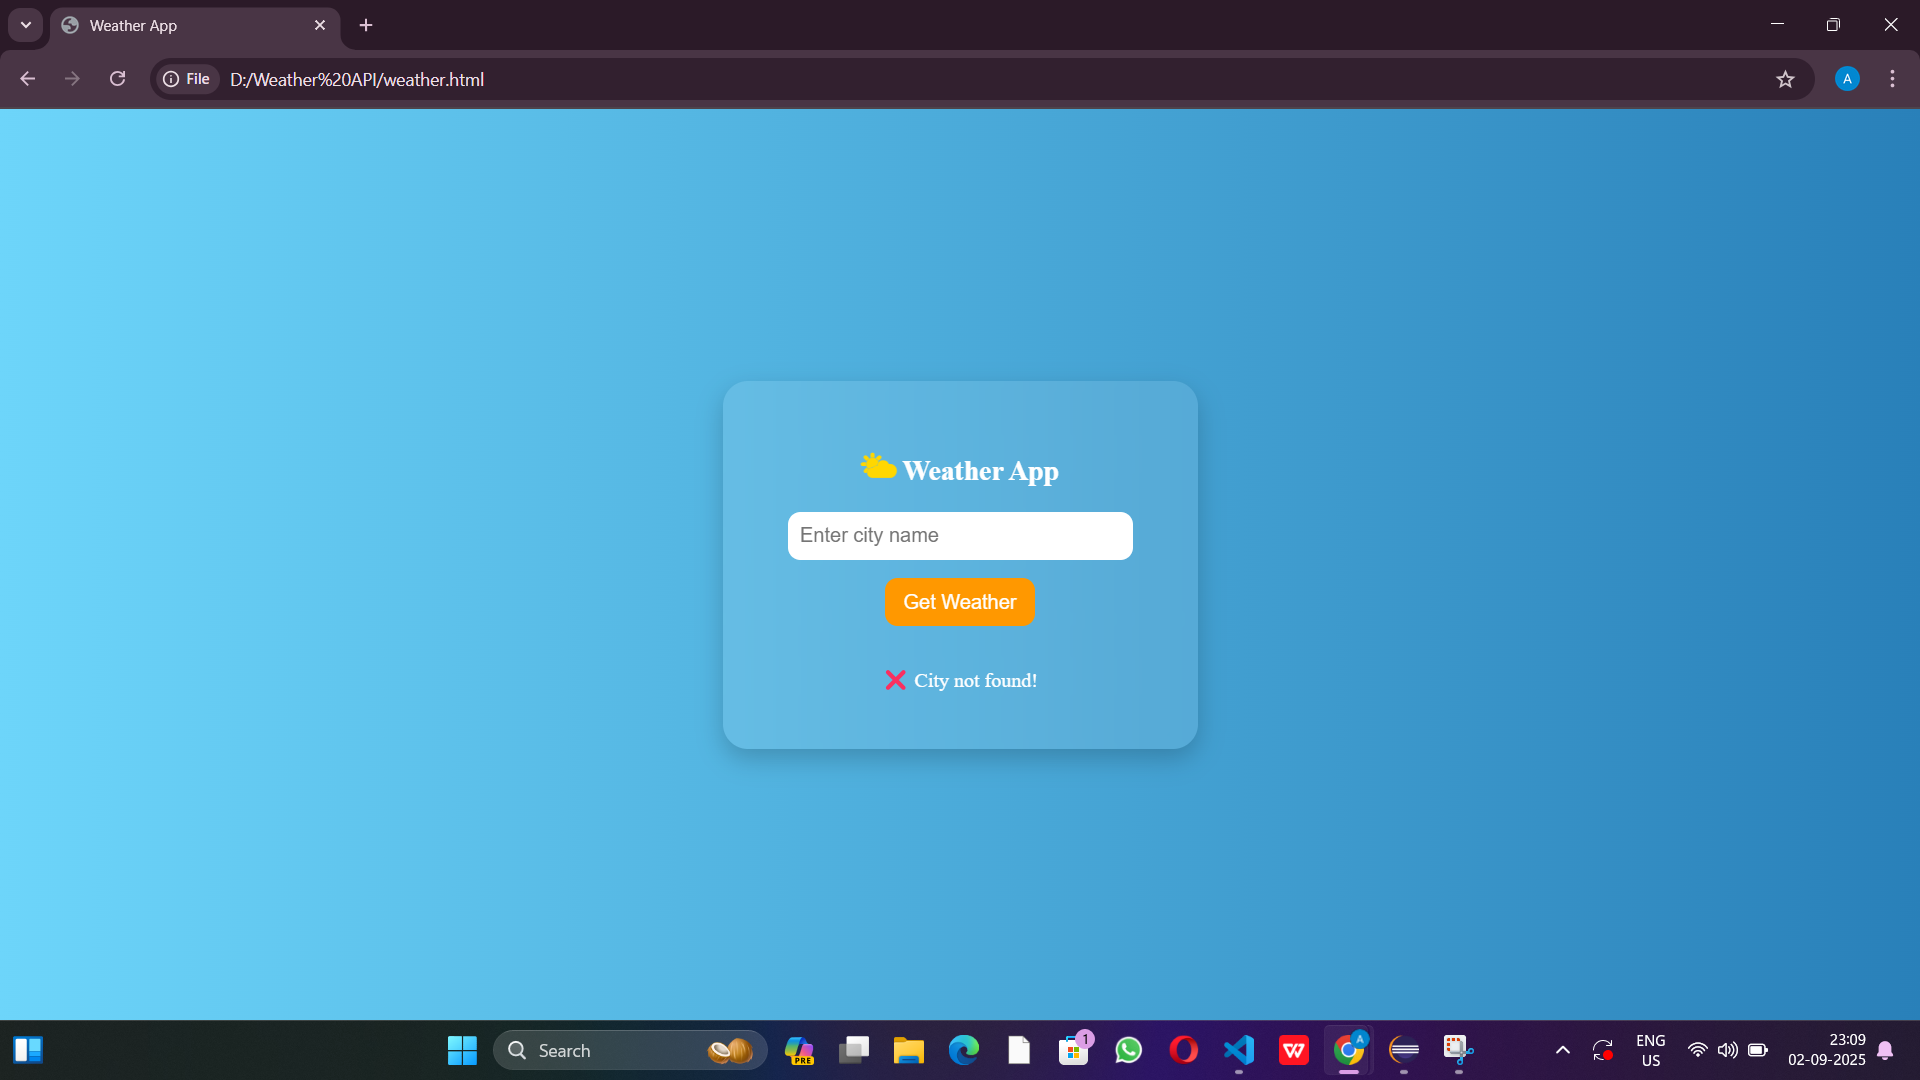 Weather App
File
D:/Weather%20API/weather.html
A
Weather App
Enter city name
Get Weather
City not found!
Search
PRE
1
W
A
ENG
US
23:09
02-09-2025